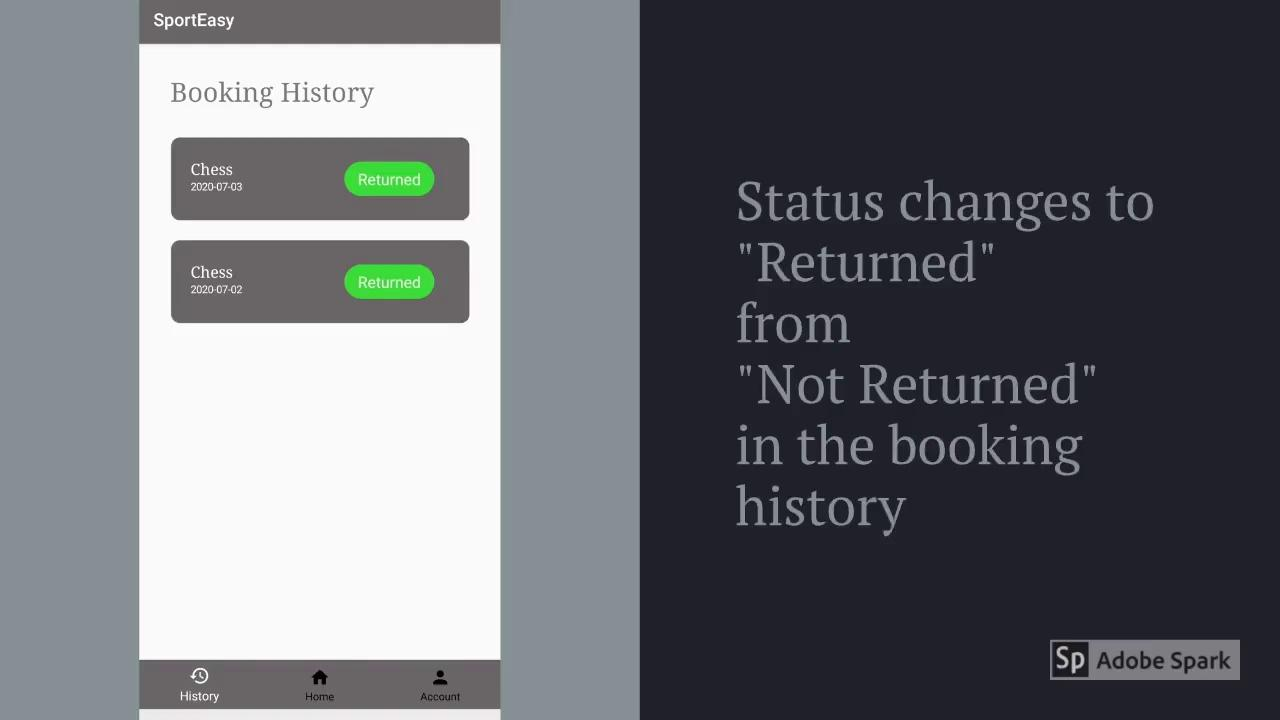 SportEasy
Booking History
Chess
2020-07-03
Returned
Chess
2020-07-02
Returned
History
Home
Account
Status changes to
"Returned"
from
"Not Returned"
in the booking
history
Sp Adobe Spark